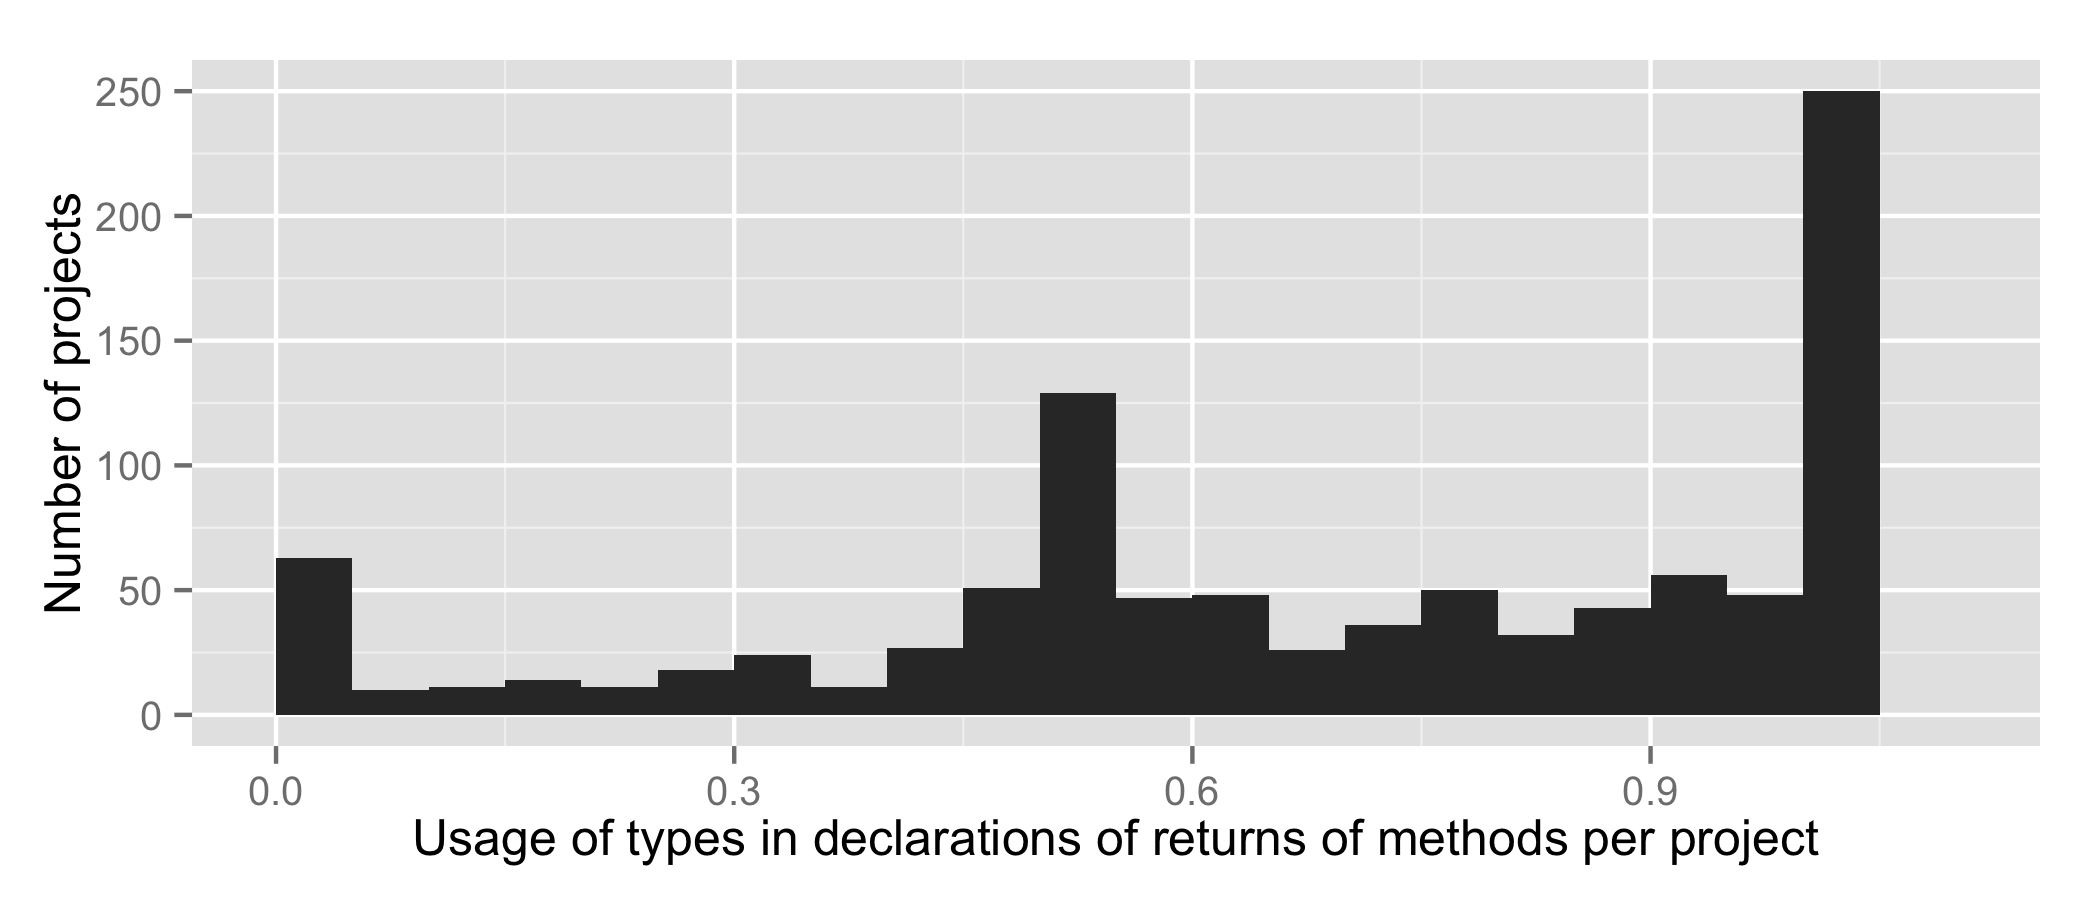 Number of projects
250
200
150
100
50
0
0.0 0.3 0.6 0.9
Usage of types in declarations of returns of methods per project